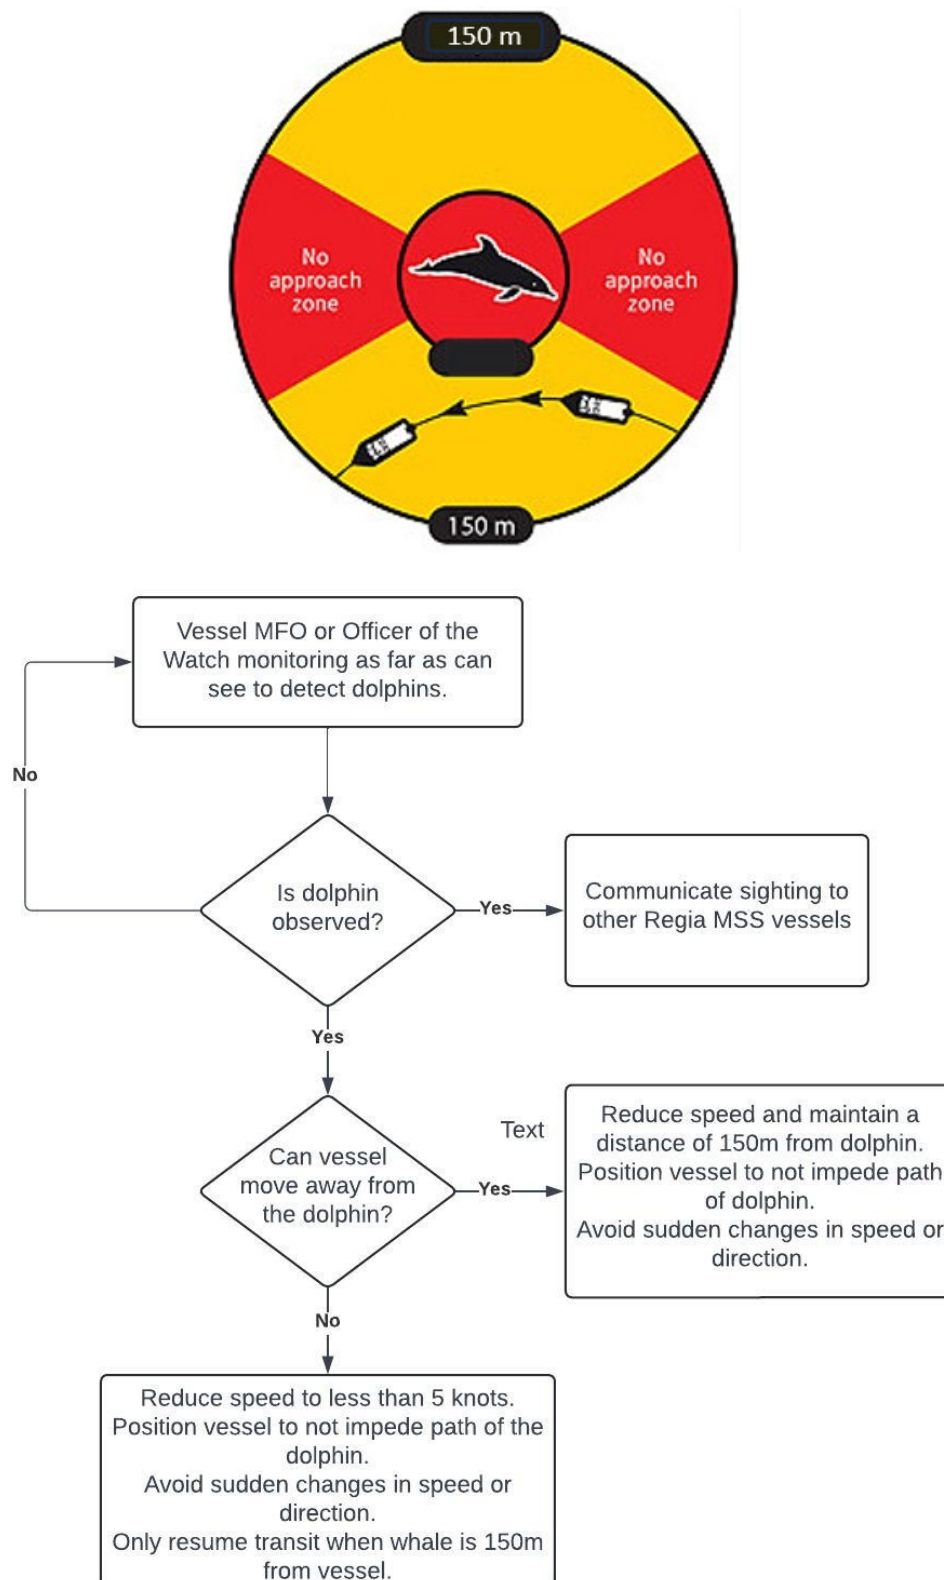 150 m
No
approach
zone
No
approach
zone
150 m
Vessel MFO or Officer of the
Watch monitoring as far as can
see to detect dolphins.
No
Is dolphin
observed?
Yes
Communicate sighting to
other Regia MSS vessels
Yes
Can vessel
move away from
the dolphin?
Text
Yes
Reduce speed and maintain a
distance of 150m from dolphin.
Position vessel to not impede path
of dolphin.
Avoid sudden changes in speed or
direction.
No
Reduce speed to less than 5 knots.
Position vessel to not impede path of the
dolphin.
Avoid sudden changes in speed or
direction.
Only resume transit when whale is 150m
from vessel.